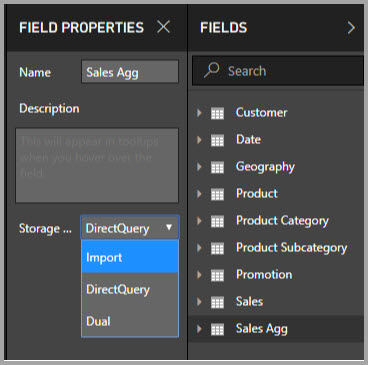 FIELD PROPERTIES
Name
Sales Agg
Description
This will appear in tooltips
when you hover over the
field.
Storage ...
DirectQuery
Import
DirectQuery
Dual
FIELDS
Search
Customer
Date
Geography
Product
Product Category
Product Subcategory
Promotion
Sales
Sales Agg